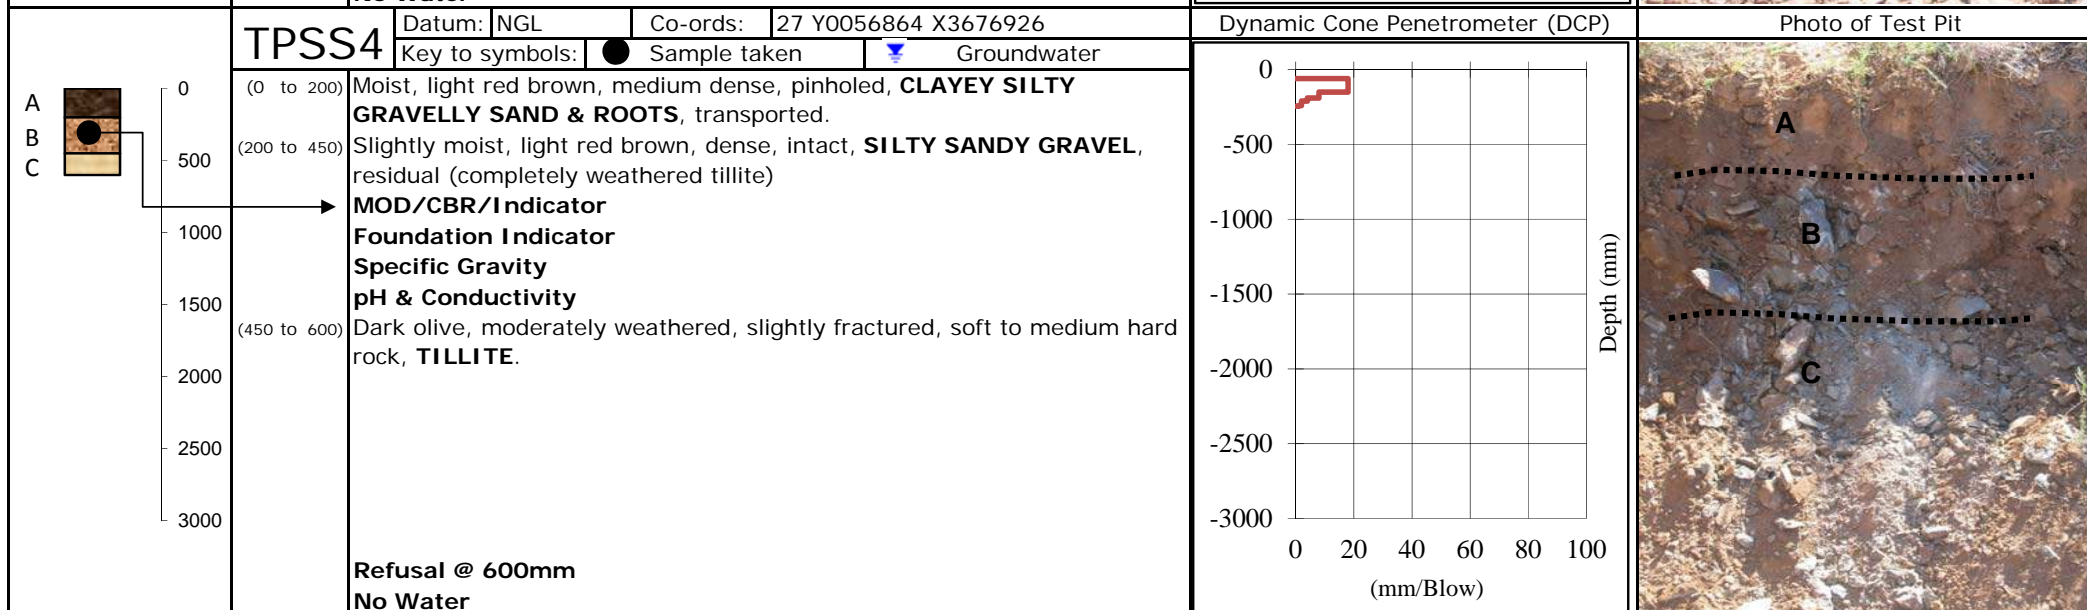 No Water
TPSS4 Datum: NGL Co-ords: 27 Y0056864 X3676926
Key to symbols: Sample taken Groundwater
Dynamic Cone Penetrometer (DCP)
Photo of Test Pit
A
B
C
0
500
1000
1500
2000
2500
3000
(0 to 200) Moist, light red brown, medium dense, pinholed, CLAYEY SILTY
GRAVELLY SAND & ROOTS, transported.
(200 to 450) Slightly moist, light red brown, dense, intact, SILTY SANDY GRAVEL,
residual (completely weathered tillite)
MOD/CBR/Indicator
Foundation Indicator
Specific Gravity
pH & Conductivity
(450 to 600) Dark olive, moderately weathered, slightly fractured, soft to medium hard
rock, TILLITE.
Refusal @ 600mm
No Water
0
-500
-1000
-1500
-2000
-2500
-3000
0 20 40 60 80 100
(mm/Blow)
Depth (mm)
A
B
C